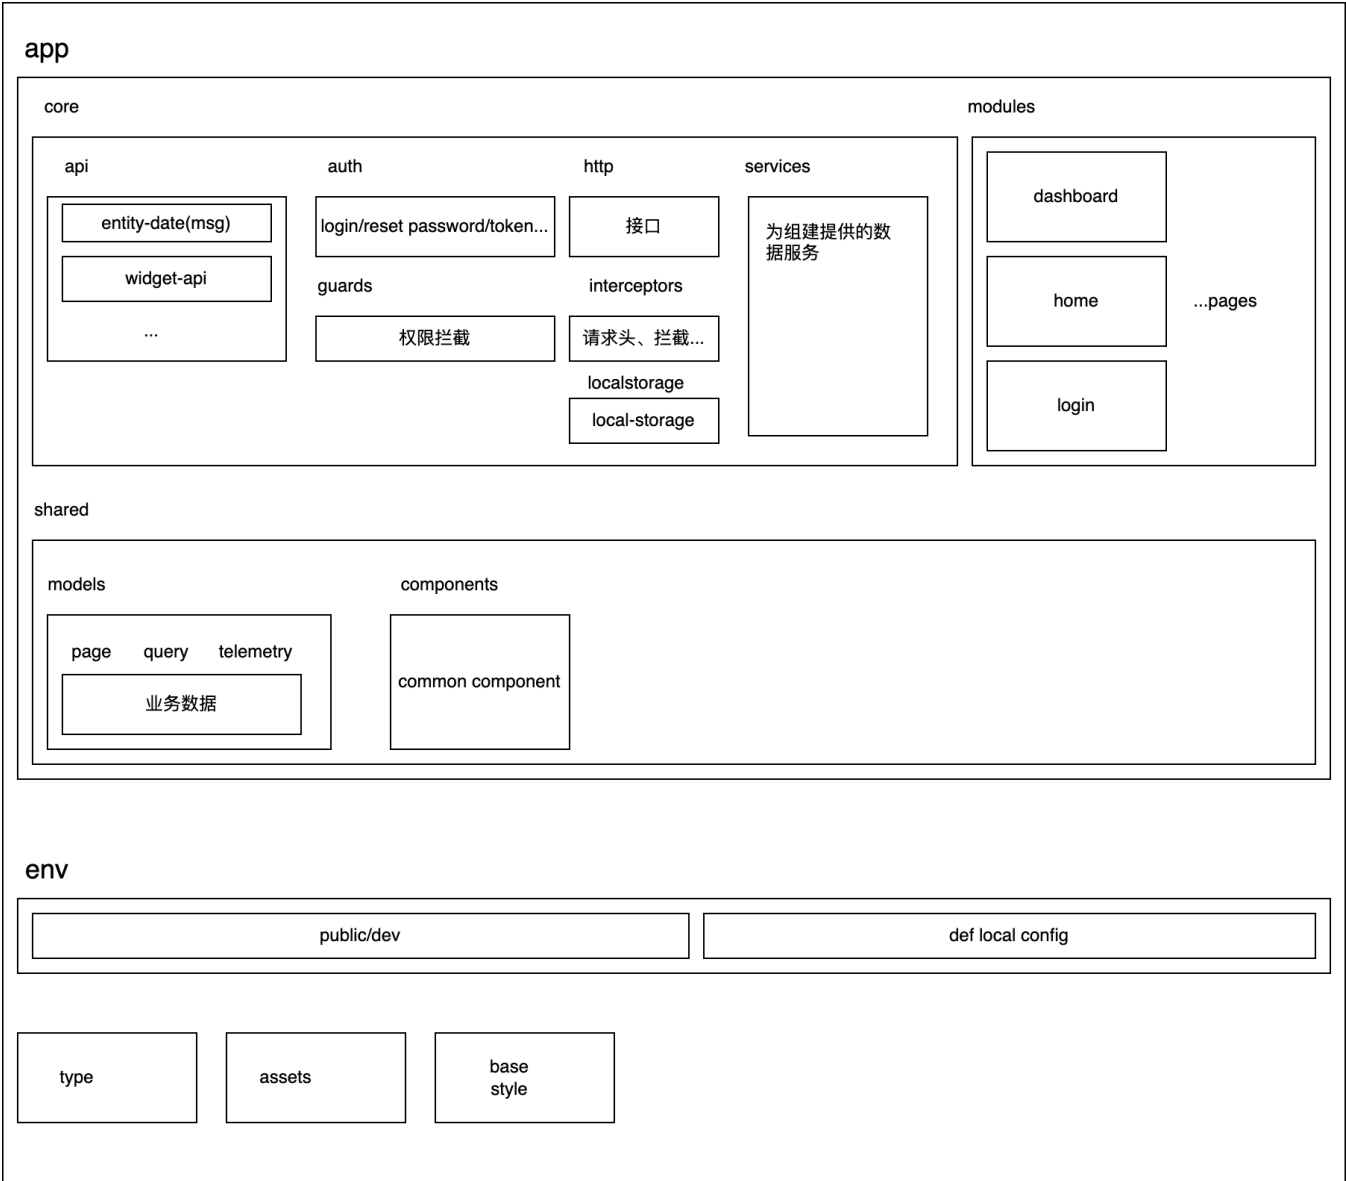 app
core
modules
api
auth
http
services
entity-date(msg)
widget-api
...
login/reset password/token...
guards
权限拦截
接口
interceptors
请求头、拦截...
localstorage
local-storage
为组建提供的数
据服务
dashboard
home
...pages
login
shared
models
components
page query telemetry
业务数据
common component
env
public/dev
def local config
type
assets
base
style